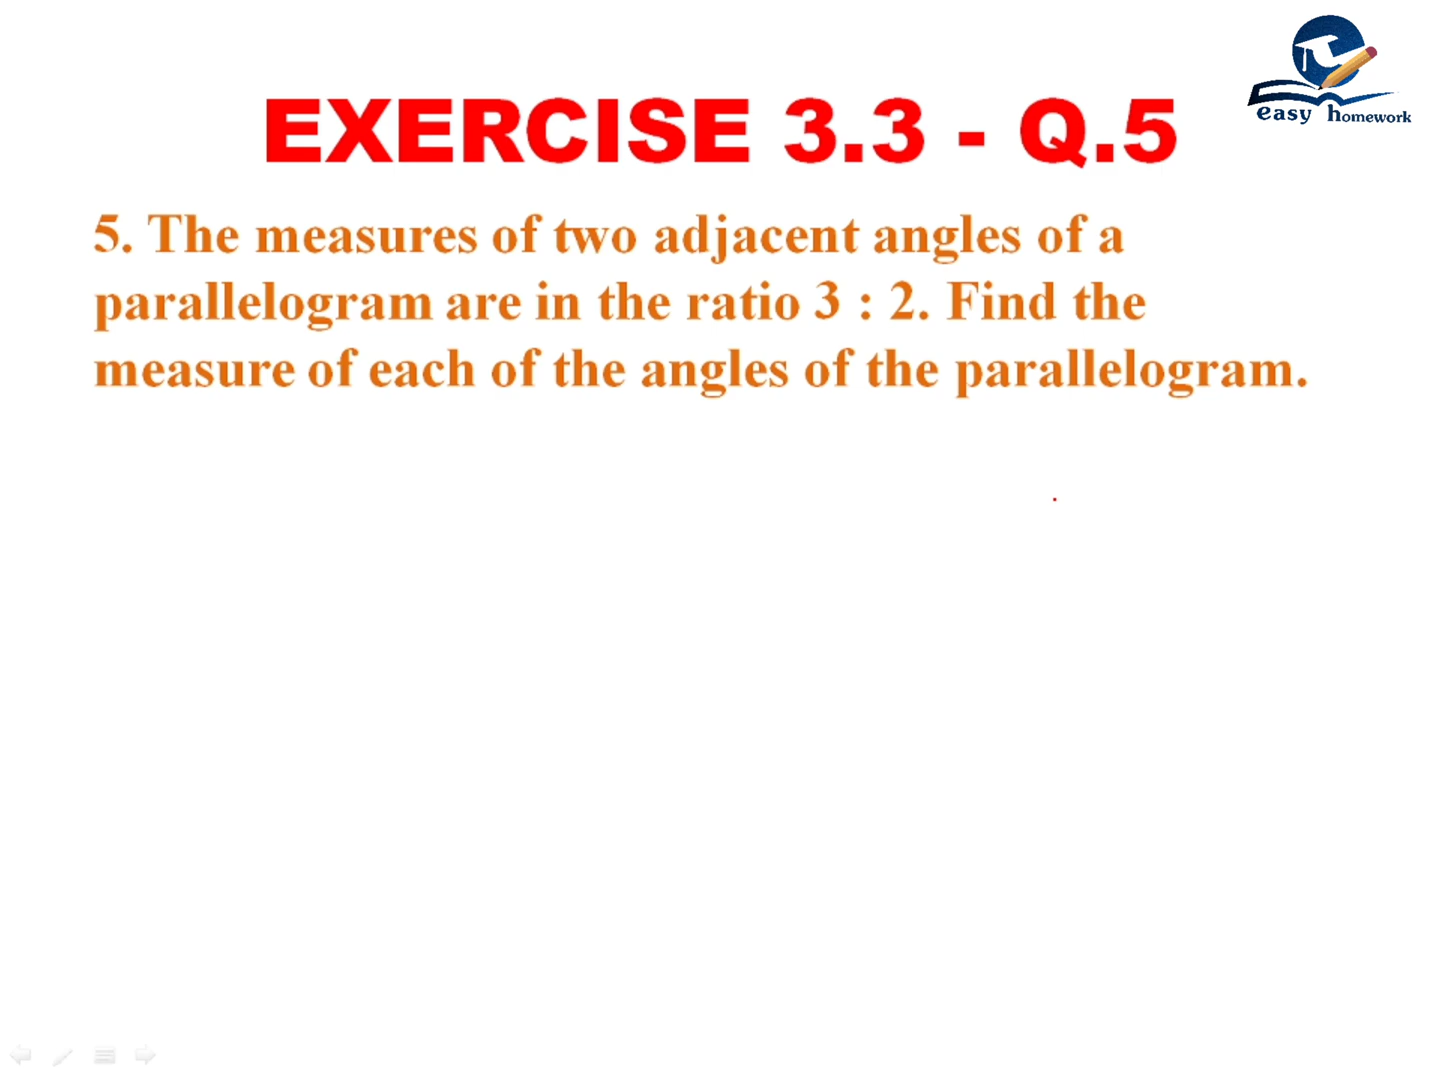 easy homework
EXERCISE 3.3 - Q.5
5. The measures of two adjacent angles of a
parallelogram are in the ratio 3 : 2. Find the
measure of each of the angles of the parallelogram.